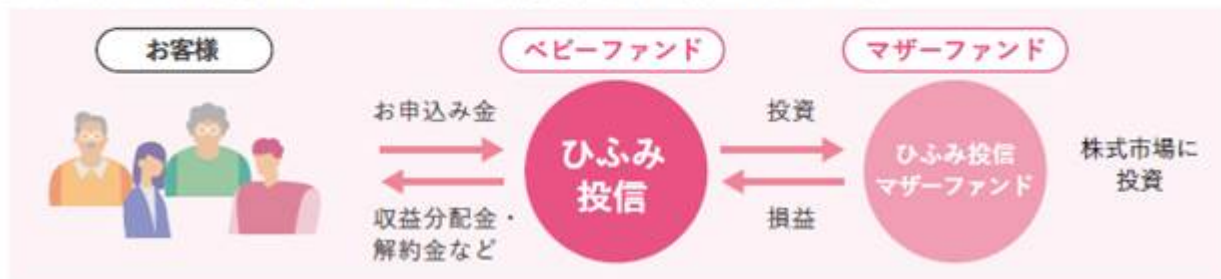 お客様
ベビーファンド
マザーファンド
お申込み金
投資
ひふみ
投信
ひふみ投信
マザーファンド
株式市場に
投資
収益分配金・
解約金など
損益